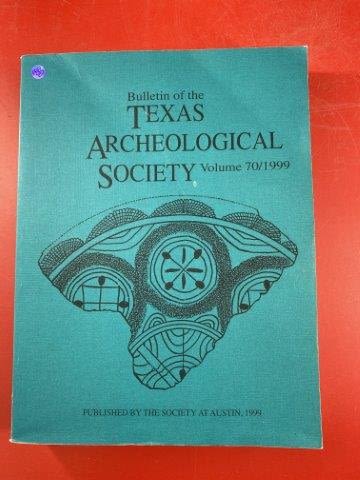 Bulletin of the
TEXAS
ARCHEOLOGICAL
SOCIETY Volume 70/1999
PUBLISHED BY THE SOCIETY AT AUSTIN, 1999